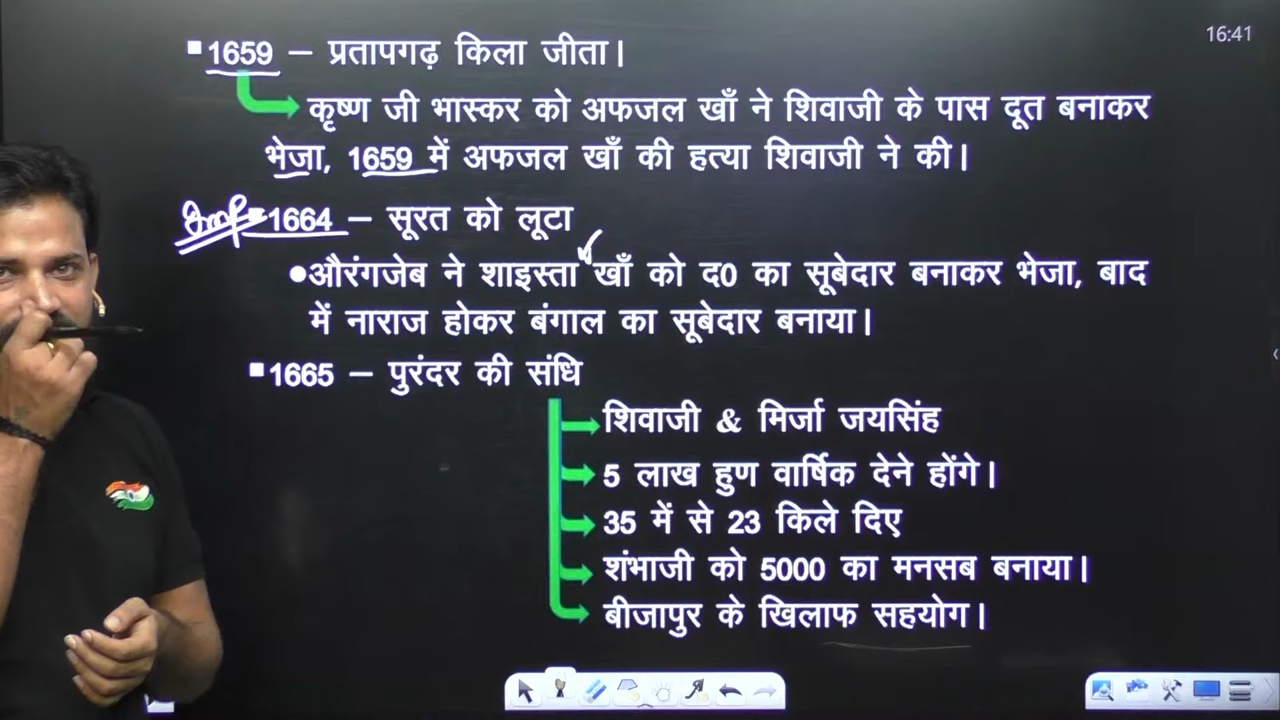 16:41
▪1659 – प्रतापगढ़ किला जीता।
कृष्ण जी भास्कर को अफजल खाँ ने शिवाजी के पास दूत बनाकर
भेजा, 1659 में अफजल खाँ की हत्या शिवाजी ने की।
Imp ▪1664 – सूरत को लूटा
•औरंगजेब ने शाइस्ता खाँ को द0 का सूबेदार बनाकर भेजा, बाद
में नाराज होकर बंगाल का सूबेदार बनाया।
▪1665 – पुरंदर की संधि
शिवाजी & मिर्जा जयसिंह
5 लाख हुण वार्षिक देने होंगे।
35 में से 23 किले दिए
शंभाजी को 5000 का मनसब बनाया।
बीजापुर के खिलाफ सहयोग।